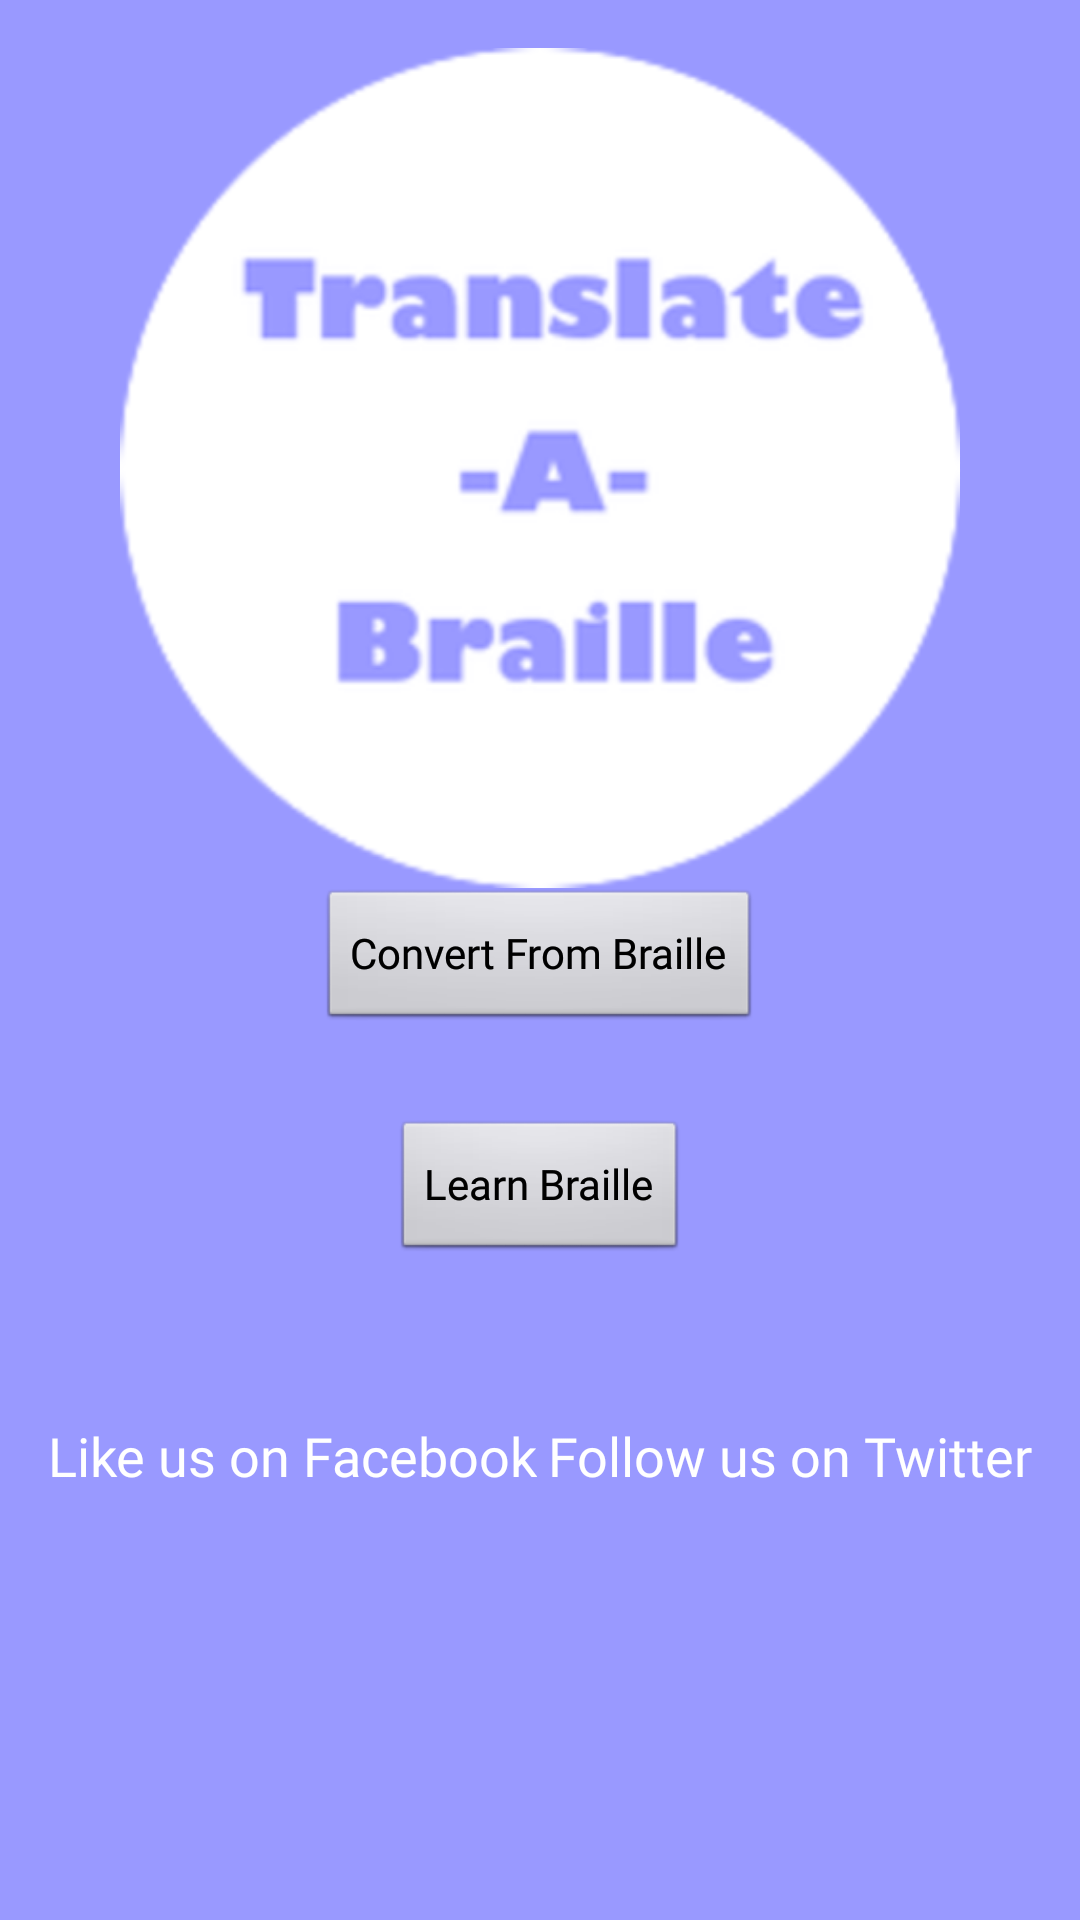 Translate
-A-
Braille
Convert From Braille
Learn Braille
Like us on Facebook Follow us on Twitter